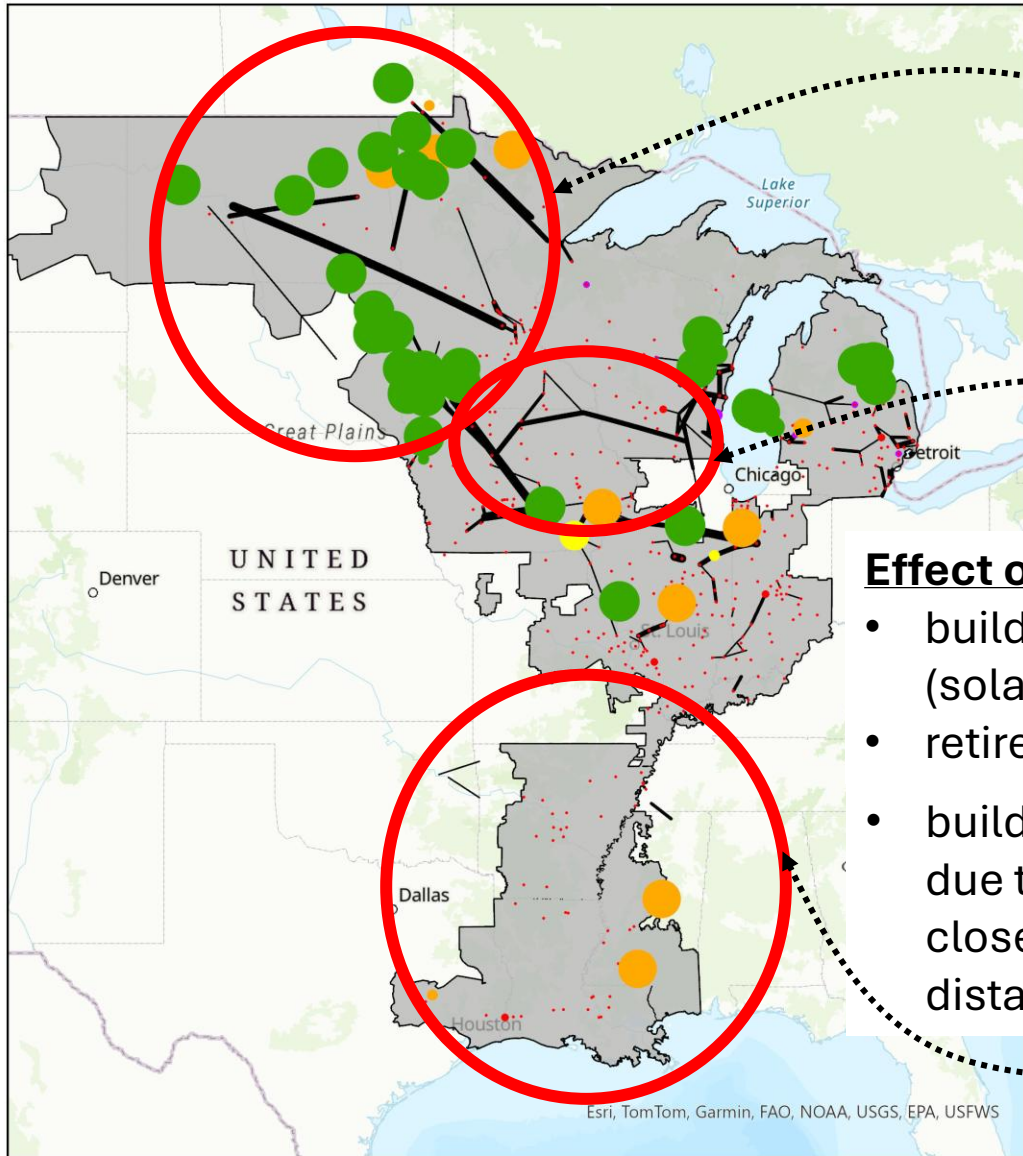 Lake
Superior
Great Plains
Detroit
Chicago
UNITED
STATES
Denver
St. Louis
Effect o
• build
(sola
• retire
• build
due t
close
dista
Dallas
Houston
Esri, TomTom, Garmin, FAO, NOAA, USGS, EPA, USFWS